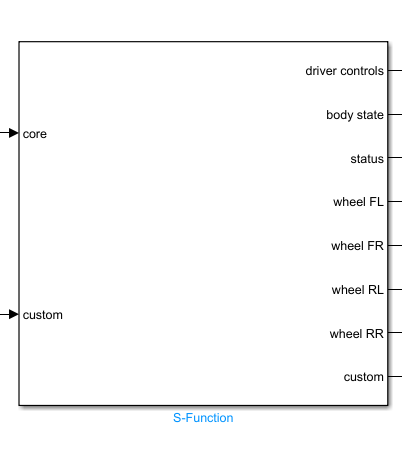 driver controls
body state
core
status
wheel FL
wheel FR
wheel RL
custom
wheel RR
custom
S-Function